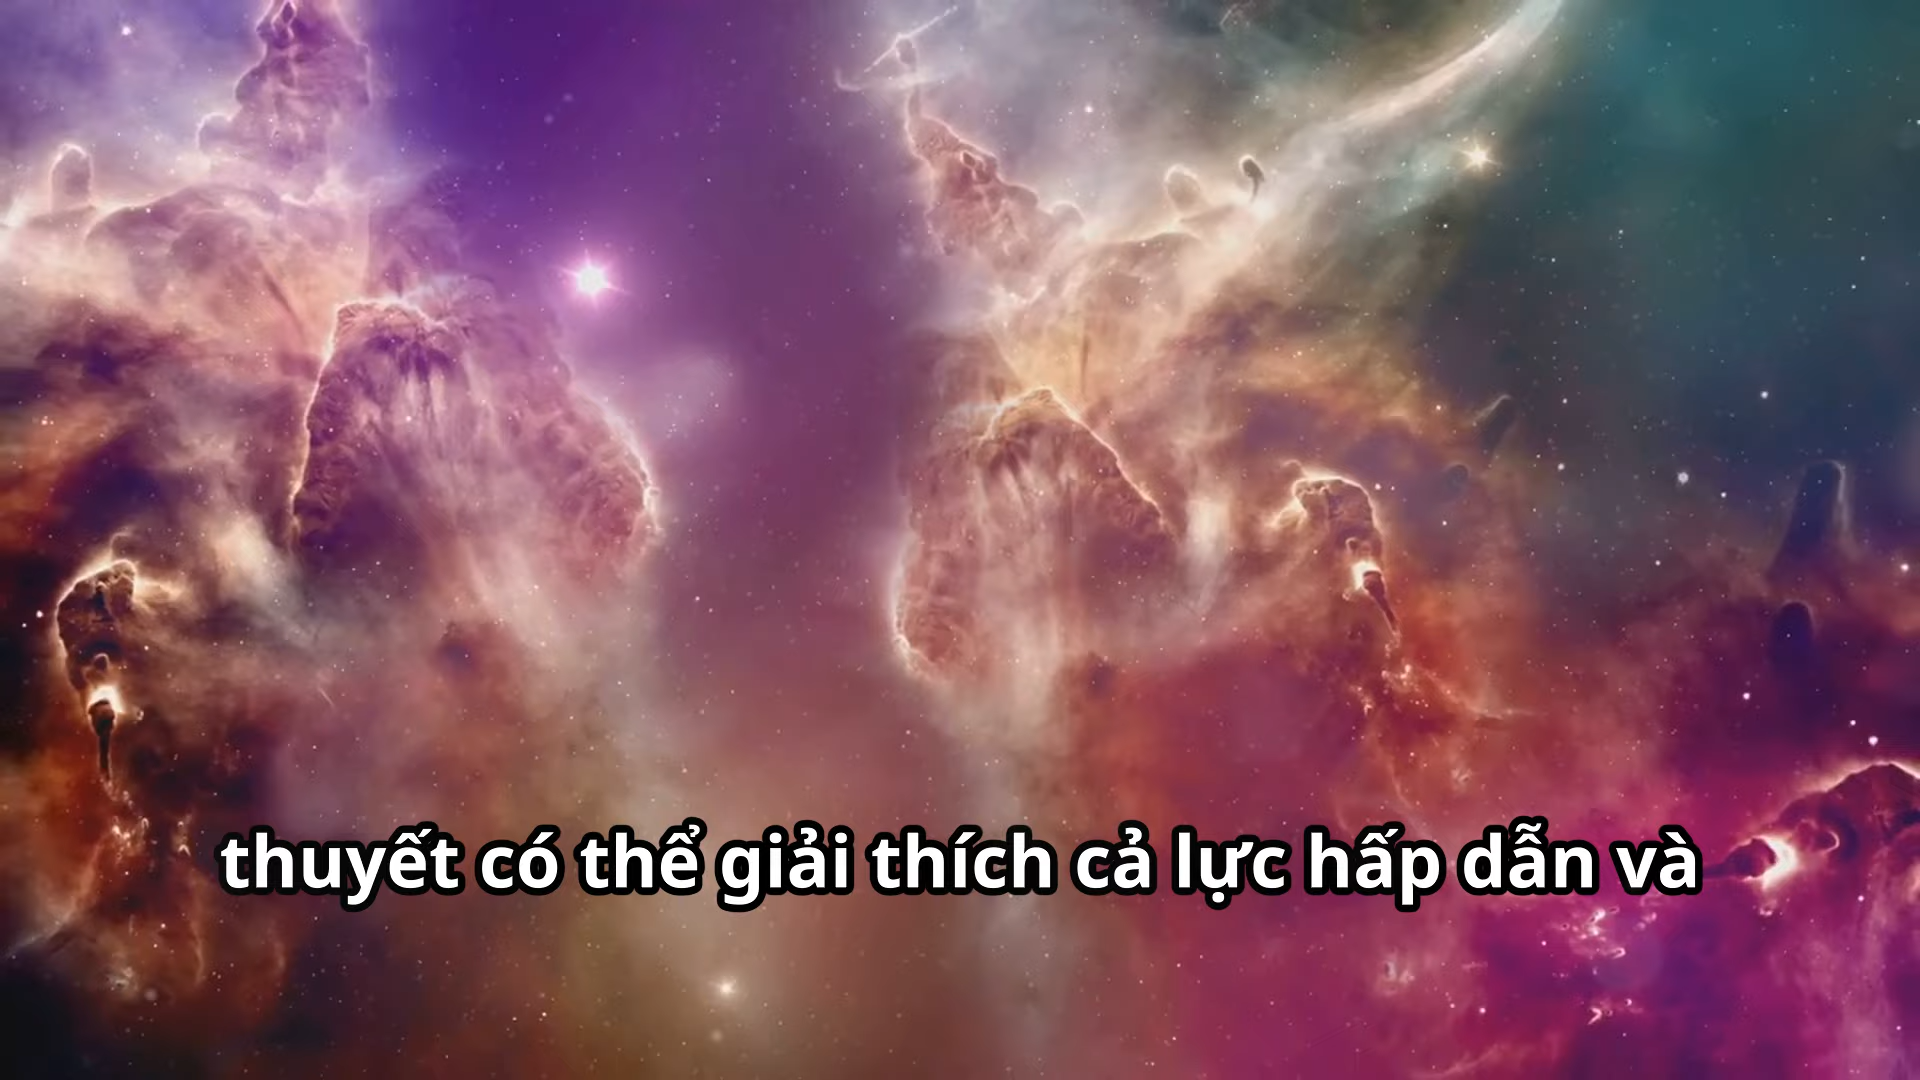 thuyết có thể giải thích cả lực hấp dẫn và